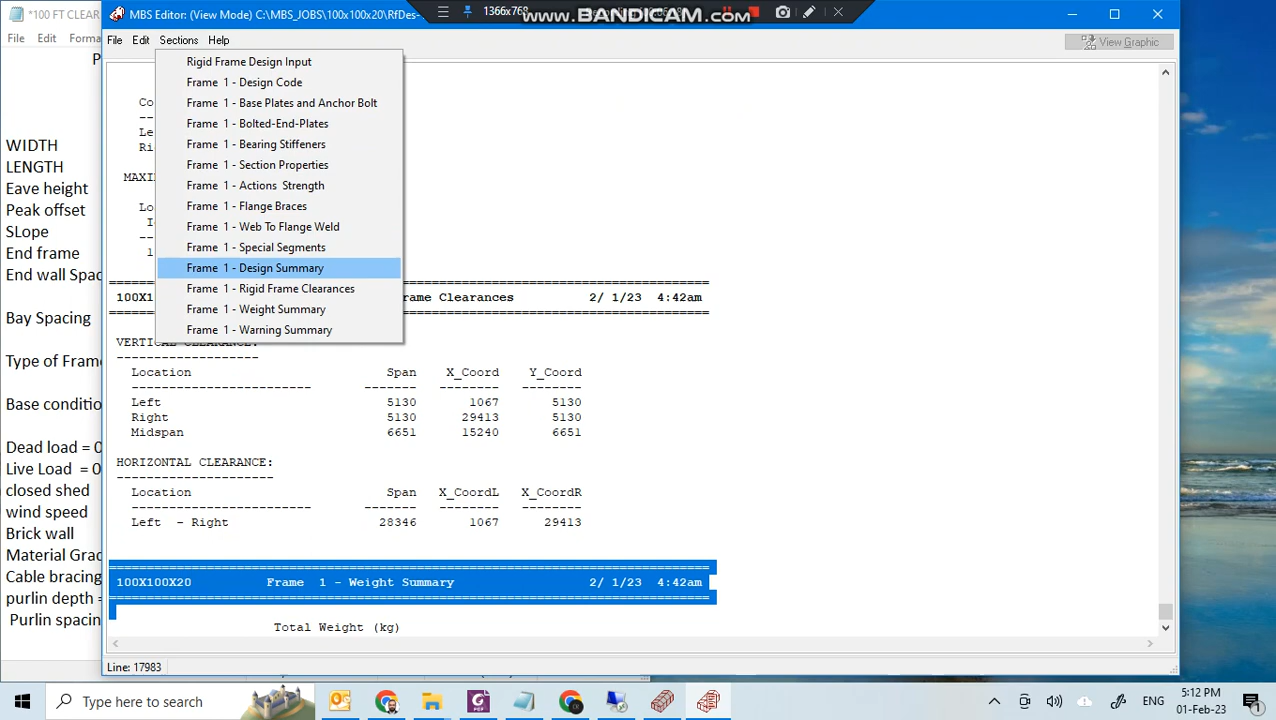 *100 FT CLEAR
File Edit Forma
P
WIDTH
LENGTH
Eave height
Peak offset
SLope
End frame
End wall Spac
Bay Spacing
Type of Frame
Base conditio
Dead load = 0
Live Load = 0
closed shed
wind speed
Brick wall
Material Grad
Cable bracing
purlin depth =
Purlin spacin
MBS Editor: (View Mode) C:\MBS_JOBS\100x100x20\RfDes-
1366x768
www.BANDICAM.com
File Edit Sections Help
View Graphic
Rigid Frame Design Input
Frame 1 - Design Code
Frame 1 - Base Plates and Anchor Bolt
Frame 1 - Bolted-End-Plates
Frame 1 - Bearing Stiffeners
Frame 1 - Section Properties
Frame 1 - Actions Strength
Frame 1 - Flange Braces
Frame 1 - Web To Flange Weld
Frame 1 - Special Segments
Frame 1 - Design Summary
Frame 1 - Rigid Frame Clearances
Frame 1 - Weight Summary
Frame 1 - Warning Summary
Co
--
Le
Ri
MAXI
Lo
I
--
1
100X1 rame Clearances 2/ 1/23 4:42am
VERTICAL CLEARANCE:
Location Span X_Coord Y_Coord
Left 5130 1067 5130
Right 5130 29413 5130
Midspan 6651 15240 6651
HORIZONTAL CLEARANCE:
Location Span X_CoordL X_CoordR
Left - Right 28346 1067 29413
100X100X20 Frame 1 - Weight Summary 2/ 1/23 4:42am
Total Weight (kg)
Line: 17983
Type here to search
ENG
5:12 PM
01-Feb-23
1